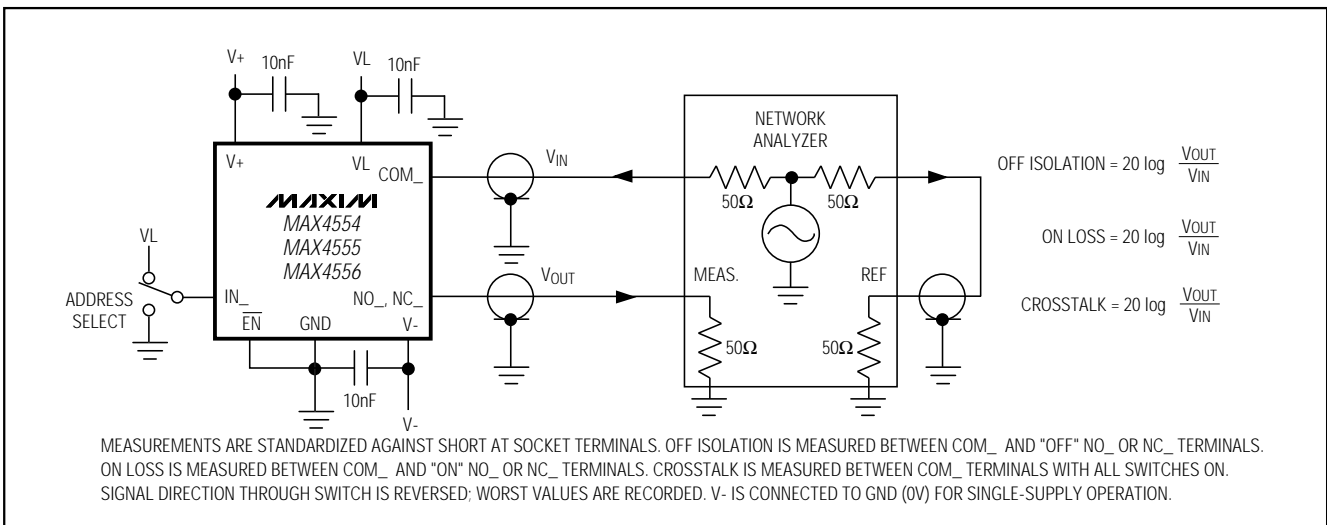 V+
10nF
VL
10nF
V+
VL
COM_
MAXIM
MAX4554
MAX4555
MAX4556
VL
ADDRESS
SELECT
IN_
EN
GND
NO_, NC_
V-
10nF
V-
VIN
VOUT
NETWORK
ANALYZER
50Ω
50Ω
MEAS.
REF
50Ω
50Ω
OFF ISOLATION = 20 log VOUT
VIN
ON LOSS = 20 log VOUT
VIN
CROSSTALK = 20 log VOUT
VIN
MEASUREMENTS ARE STANDARDIZED AGAINST SHORT AT SOCKET TERMINALS. OFF ISOLATION IS MEASURED BETWEEN COM_ AND "OFF" NO_ OR NC_ TERMINALS.
ON LOSS IS MEASURED BETWEEN COM_ AND "ON" NO_ OR NC_ TERMINALS. CROSSTALK IS MEASURED BETWEEN COM_ TERMINALS WITH ALL SWITCHES ON.
SIGNAL DIRECTION THROUGH SWITCH IS REVERSED; WORST VALUES ARE RECORDED. V- IS CONNECTED TO GND (0V) FOR SINGLE-SUPPLY OPERATION.